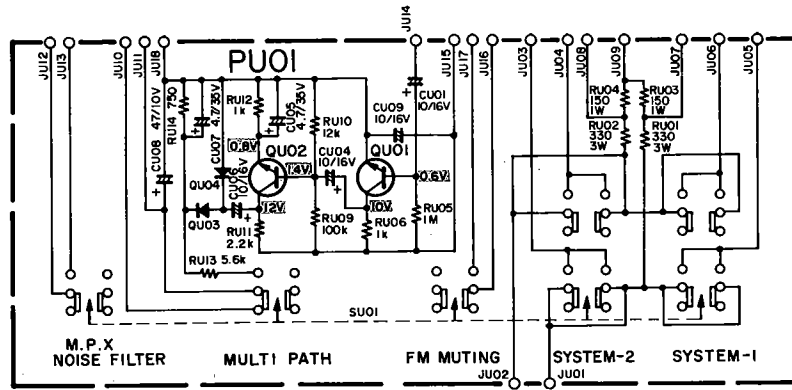 JU14
JU12
JU13
JU10
JU11
JU18
JU15
JU17
JU16
JU03
JU04
JU08
JU09
JU07
JU06
JU05
PU01
CU08 47/10V
RU14 750
4.7/35V
CU07
RU12
1k
CU05
4.7/35V
RU10
12k
CU09
10/16V
CU01
10/16V
RU04
150
1W
RU03
150
1W
RU02
330
3W
RU01
330
3W
0.8V
QU02
CU04
10/16V
QU01
QU04
CU06
10/16V
1.4V
0.6V
QU03
12V
10V
RU11
2.2k
RU09
100k
RU06
1k
RU05
1M
RU13 5.6k
SU01
M.P.X
NOISE FILTER
MULTI PATH
FM MUTING
SYSTEM-2
SYSTEM-1
JU02
JU01